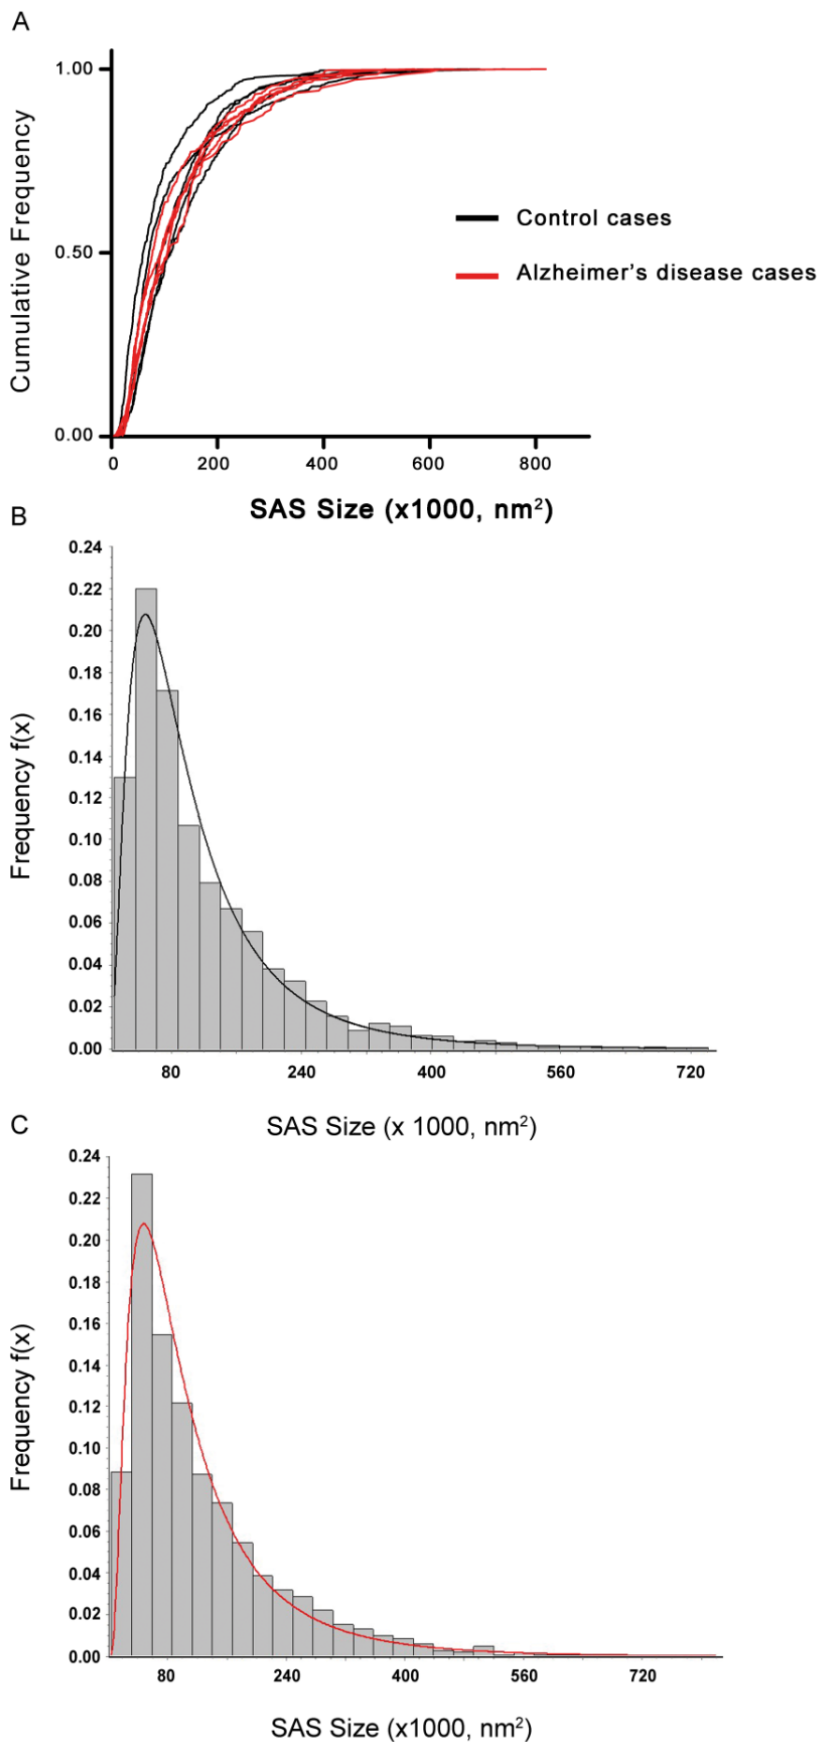 A
1.00
0.50
0.00
Cumulative Frequency
Control cases
Alzheimer's disease cases
0 200 400 600 800
SAS Size (x1000, nm²)
B
0.24
0.22
0.20
0.18
0.16
0.14
0.12
0.10
0.08
0.06
0.04
0.02
0.00
Frequency f(x)
80 240 400 560 720
SAS Size (x 1000, nm²)
C
0.24
0.22
0.20
0.18
0.16
0.14
0.12
0.10
0.08
0.06
0.04
0.02
0.00
Frequency f(x)
80 240 400 560 720
SAS Size (x1000, nm²)